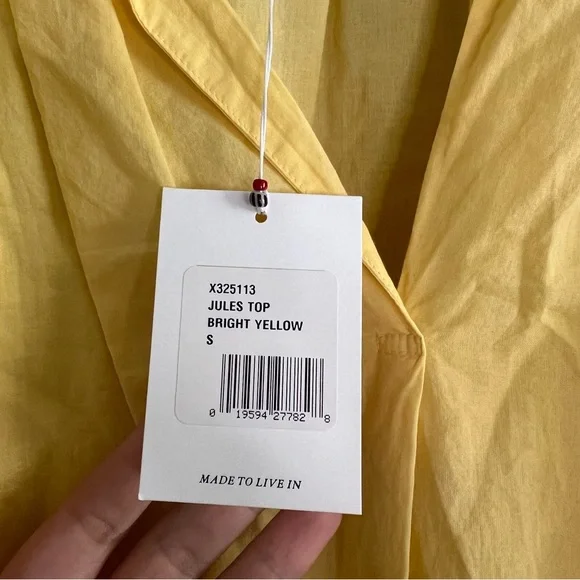 X325113
JULES TOP
BRIGHT YELLOW
S
0 19594 27782 8
MADE TO LIVE IN